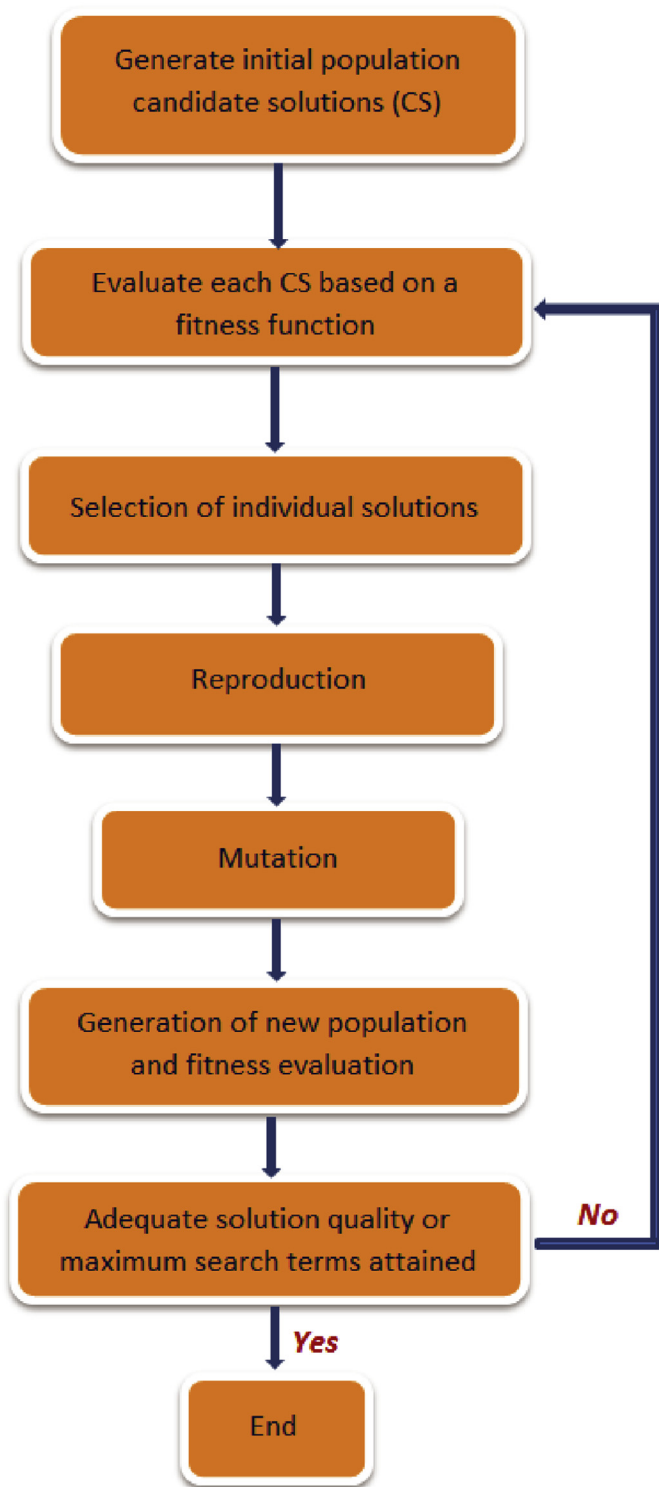 Generate initial population
candidate solutions (CS)
Evaluate each CS based on a
fitness function
Selection of individual solutions
Reproduction
Mutation
Generation of new population
and fitness evaluation
Adequate solution quality or
maximum search terms attained
No
Yes
End